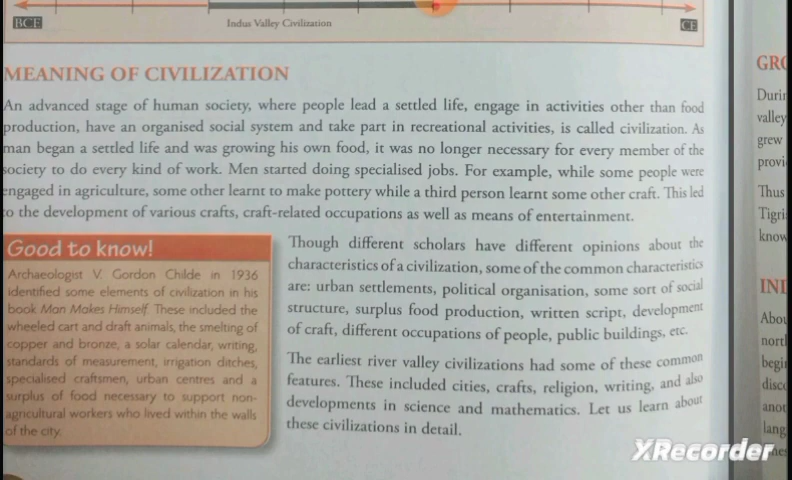 BCE
Indus Valley Civilization
CE
MEANING OF CIVILIZATION
An advanced stage of human society, where people lead a settled life, engage in activities other than food
production, have an organised social system and take part in recreational activities, is called civilization. As
man began a settled life and was growing his own food, it was no longer necessary for every member of the
society to do every kind of work. Men started doing specialised jobs. For example, while some people were
engaged in agriculture, some other learnt to make pottery while a third person learnt some other craft. This led
to the development of various crafts, craft-related occupations as well as means of entertainment.
Good to know!
Archaeologist V. Gordon Childe in 1936
identified some elements of civilization in his
book Man Makes Himself. These included the
wheeled cart and draft animals, the smelting of
copper and bronze, a solar calendar, writing,
standards of measurement, irrigation ditches,
specialised craftsmen, urban centres and a
surplus of food necessary to support non-
agricultural workers who lived within the walls
of the city.
Though different scholars have different opinions about the
characteristics of a civilization, some of the common characteristics
are: urban settlements, political organisation, some sort of social
structure, surplus food production, written script, development
of craft, different occupations of people, public buildings, etc.
The earliest river valley civilizations had some of these common
features. These included cities, crafts, religion, writing, and also
developments in science and mathematics. Let us learn about
these civilizations in detail.
valley
grew
Thus
XRecorder